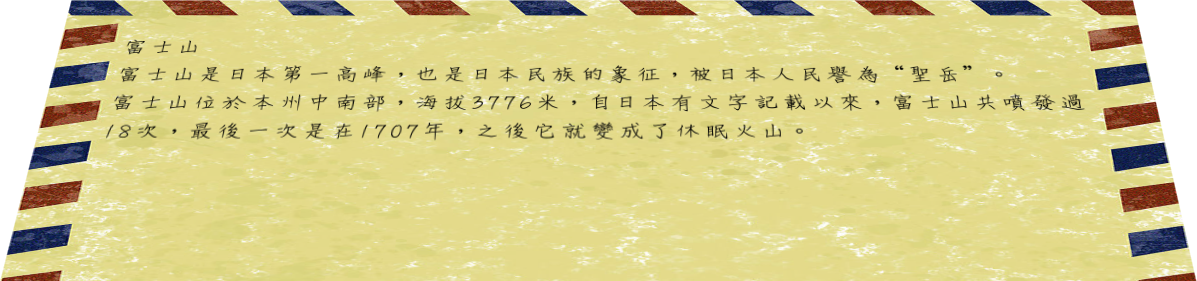 富士山
富士山是日本第一高峰，也是日本民族的象征，被日本人民譽為“聖岳”。
富士山位於本州中南部，海拔3776米，自日本有文字記載以來，富士山共噴發過
18次，最後一次是在1707年，之後它就變成了休眠火山。